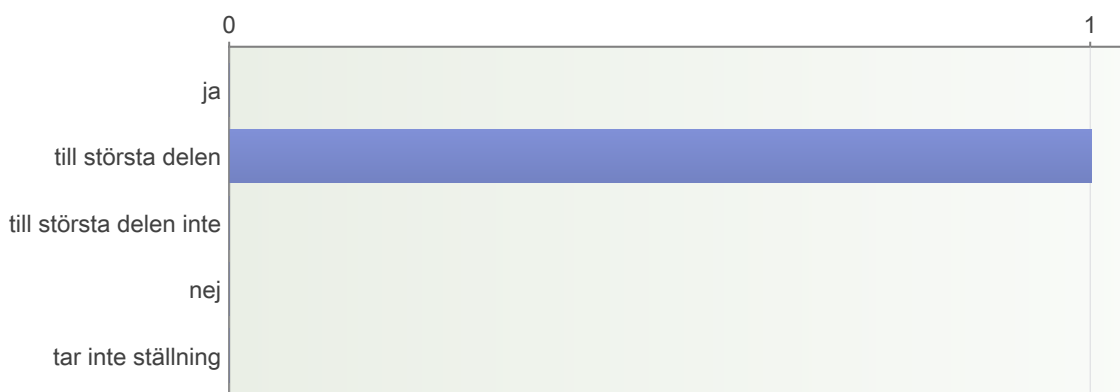 0 1
ja
till största delen
till största delen inte
nej
tar inte ställning